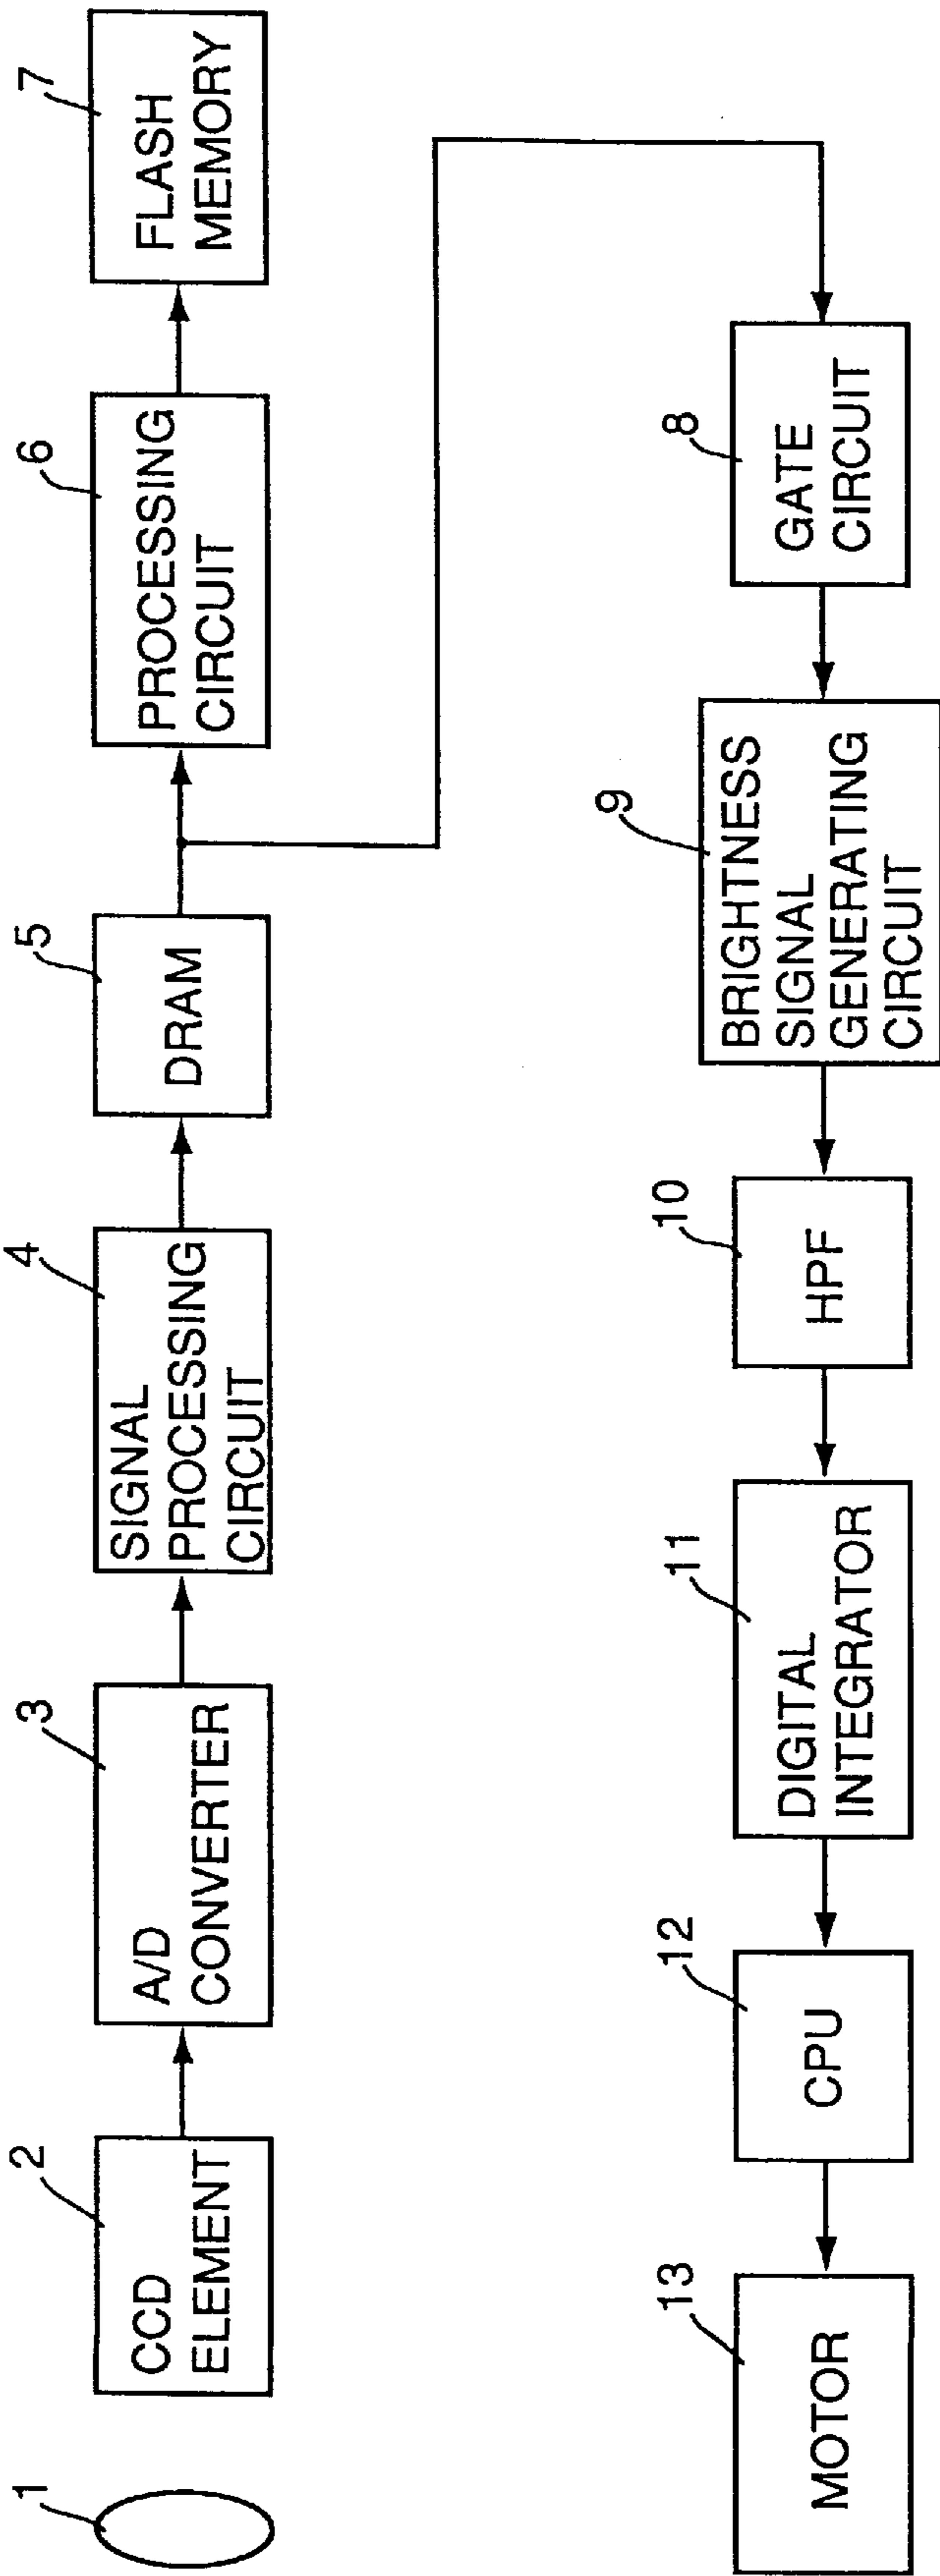 1
2
CCD
ELEMENT
3
A/D
CONVERTER
4
SIGNAL
PROCESSING
CIRCUIT
5
DRAM
6
PROCESSING
CIRCUIT
7
FLASH
MEMORY
8
GATE
CIRCUIT
9
BRIGHTNESS
SIGNAL
GENERATING
CIRCUIT
10
HPF
11
DIGITAL
INTEGRATOR
12
CPU
13
MOTOR